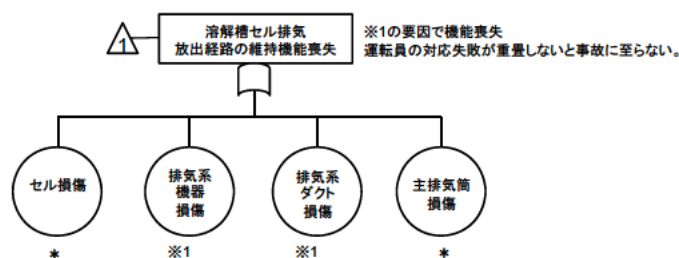 1
溶解槽セル排気
放出経路の維持機能喪失
※1の要因で機能喪失
運転員の対応失敗が重畳しないと事故に至らない。
セル損傷
排気系
機器
損傷
排気系
ダクト
損傷
主排気筒
損傷
*
※1
※1
*